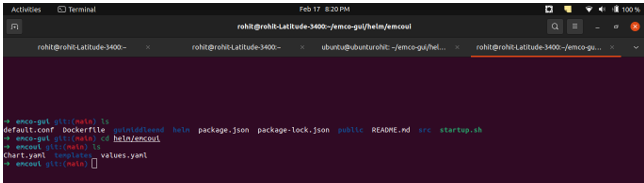 Activities Terminal Feb 17 8:20 PM 100 %
rohit@rohit-Latitude-3400:~/emco-gui/helm/emcoui
rohit@rohit-Latitude-3400:~ × rohit@rohit-Latitude-3400:~ × ubuntu@ubunturohit: ~/emco-gui/hel... × rohit@rohit-Latitude-3400:~/emco-gu... ×
→ emco-gui git:(main) ls
default.conf Dockerfile guimiddleend helm package.json package-lock.json public README.md src startup.sh
→ emco-gui git:(main) cd helm/emcoui
→ emcoui git:(main) ls
Chart.yaml templates values.yaml
→ emcoui git:(main)